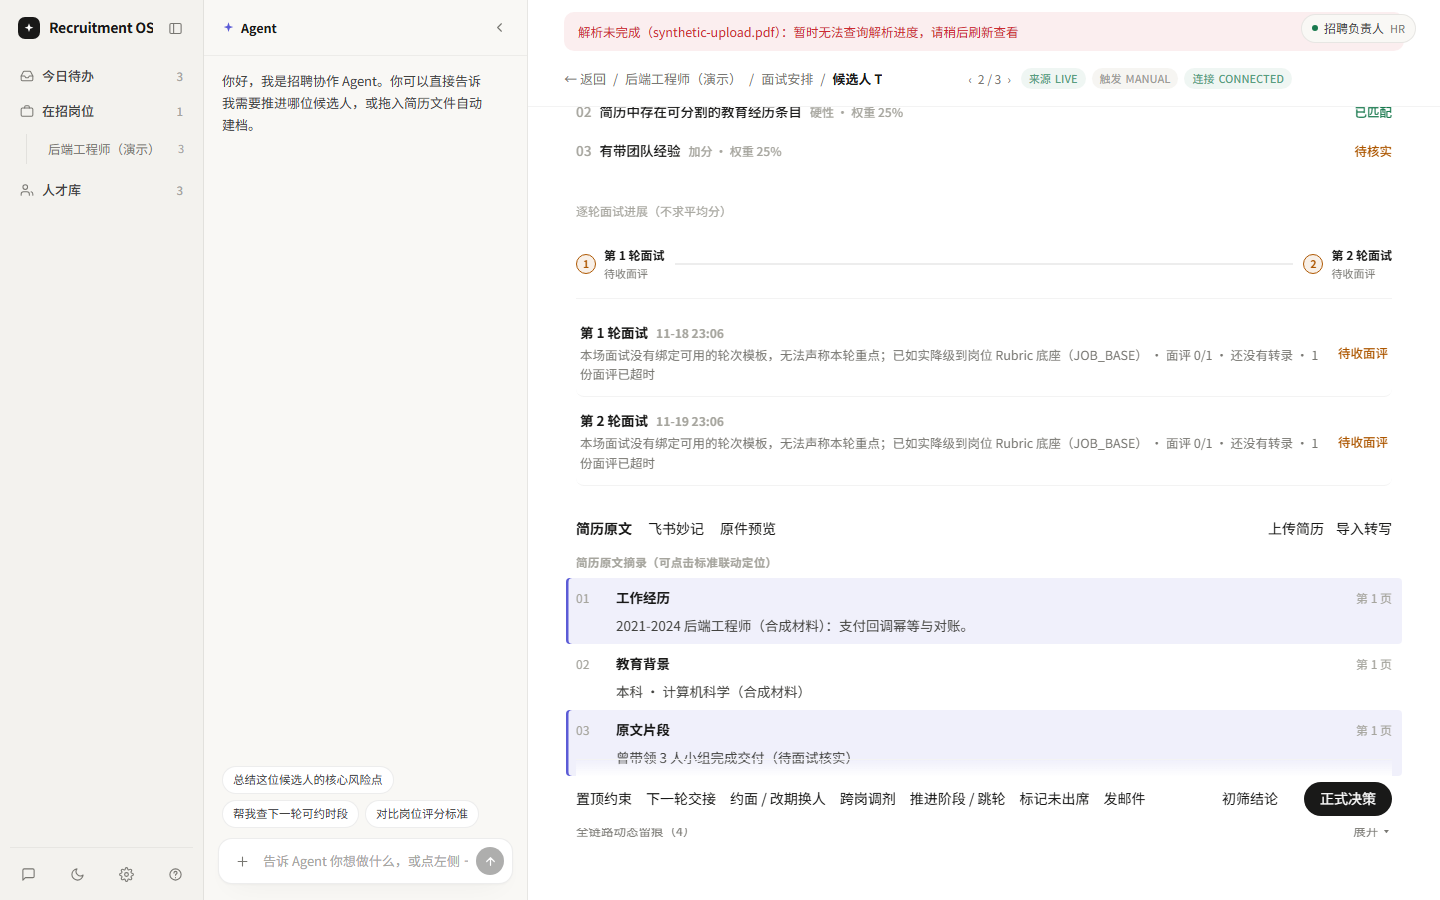 Recruitment OS
今日待办 3
在招岗位 1
后端工程师（演示） 3
人才库 3
Agent
你好，我是招聘协作 Agent。你可以直接告诉
我需要推进哪位候选人，或拖入简历文件自动
建档。
总结这位候选人的核心风险点
帮我查下一轮可约时段
对比岗位评分标准
告诉 Agent 你想做什么，或点左侧 -
解析未完成（synthetic-upload.pdf）：暂时无法查询解析进度，请稍后刷新查看
招聘负责人 HR
← 返回 / 后端工程师（演示） / 面试安排 / 候选人 T
‹ 2 / 3 ›
来源 LIVE
触发 MANUAL
连接 CONNECTED
02 简历中存在可分割的教育经历条目 硬性 · 权重 25% 已匹配
03 有带团队经验 加分 · 权重 25% 待核实
逐轮面试进展（不求平均分）
1 第 1 轮面试
待收面评
2 第 2 轮面试
待收面评
第 1 轮面试 11-18 23:06
本场面试没有绑定可用的轮次模板，无法声称本轮重点；已如实降级到岗位 Rubric 底座（JOB_BASE） · 面评 0/1 · 还没有转录 · 1
份面评已超时
待收面评
第 2 轮面试 11-19 23:06
本场面试没有绑定可用的轮次模板，无法声称本轮重点；已如实降级到岗位 Rubric 底座（JOB_BASE） · 面评 0/1 · 还没有转录 · 1
份面评已超时
待收面评
简历原文 飞书妙记 原件预览 上传简历 导入转写
简历原文摘录（可点击标准联动定位）
01 工作经历 第 1 页
2021-2024 后端工程师（合成材料）：支付回调幂等与对账。
02 教育背景 第 1 页
本科 · 计算机科学（合成材料）
03 原文片段 第 1 页
曾带领 3 人小组完成交付（待面试核实）
置顶约束 下一轮交接 约面 / 改期换人 跨岗调剂 推进阶段 / 跳轮 标记未出席 发邮件 初筛结论 正式决策
全链路动态留痕（4） 展开